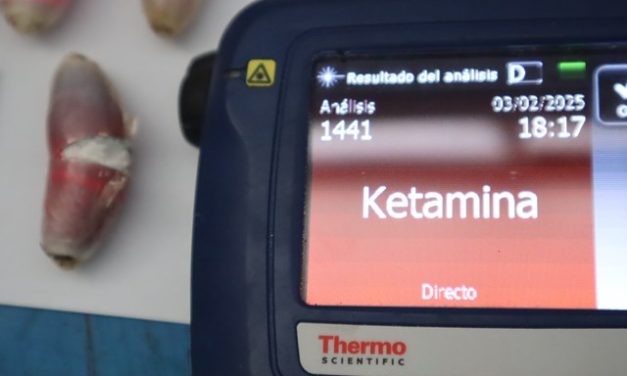 Resultado del análisis D
Análisis 03/02/2025
1441 18:17
Ketamina
Directo
Thermo
SCIENTIFIC